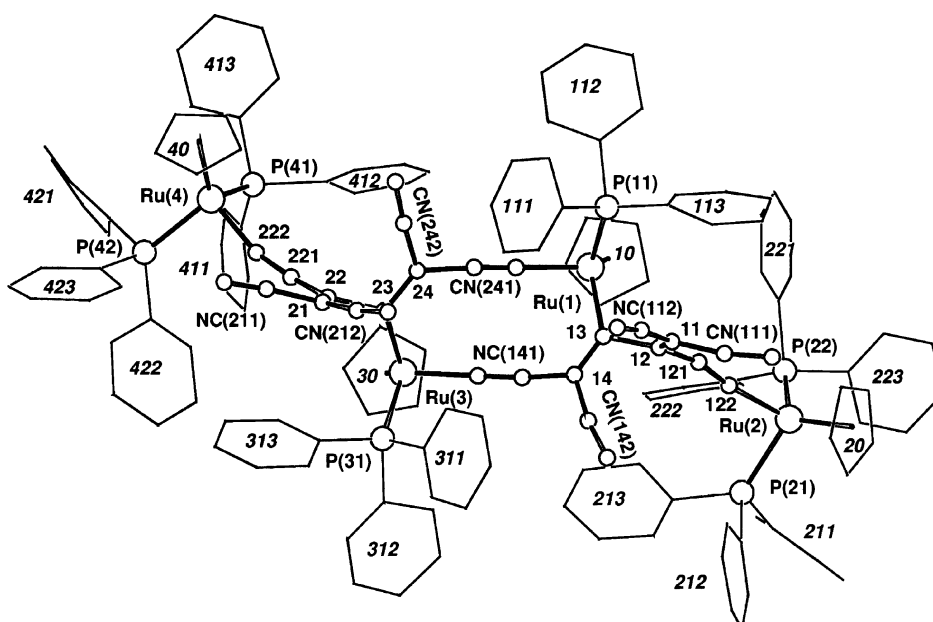 413
112
40
P(41)
412
CN(242)
P(11)
421
Ru(4)
111
113
222
221
P(42)
221
10
411
22
23
24
CN(241)
Ru(1)
423
NC(211)
21
CN(212)
13
NC(112)
11
CN(111)
P(22)
NC(141)
12
422
30
121
14
Ru(3)
222
122
223
CN(142)
Ru(2)
20
313
P(31)
311
213
P(21)
211
312
212